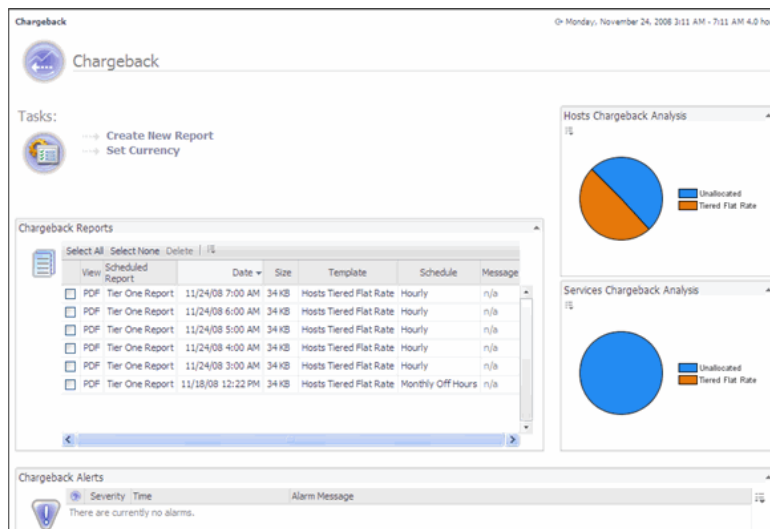 Chargeback
Monday, November 24, 2008 3:11 AM - 7:11 AM 4.0 ho
Chargeback
Tasks:
Create New Report
Set Currency
Hosts Chargeback Analysis
Unallocated
Tiered Flat Rate
Chargeback Reports
Select All Select None Delete
View Scheduled Report Date Size Template Schedule Message
PDF Tier One Report 11/24/08 7:00 AM 34 KB Hosts Tiered Flat Rate Hourly n/a
PDF Tier One Report 11/24/08 6:00 AM 34 KB Hosts Tiered Flat Rate Hourly n/a
PDF Tier One Report 11/24/08 5:00 AM 34 KB Hosts Tiered Flat Rate Hourly n/a
PDF Tier One Report 11/24/08 4:00 AM 34 KB Hosts Tiered Flat Rate Hourly n/a
PDF Tier One Report 11/24/08 3:00 AM 34 KB Hosts Tiered Flat Rate Hourly n/a
PDF Tier One Report 11/18/08 12:22 PM 34 KB Hosts Tiered Flat Rate Monthly Off Hours n/a
Services Chargeback Analysis
Unallocated
Tiered Flat Rate
Chargeback Alerts
Severity Time Alarm Message
There are currently no alarms.